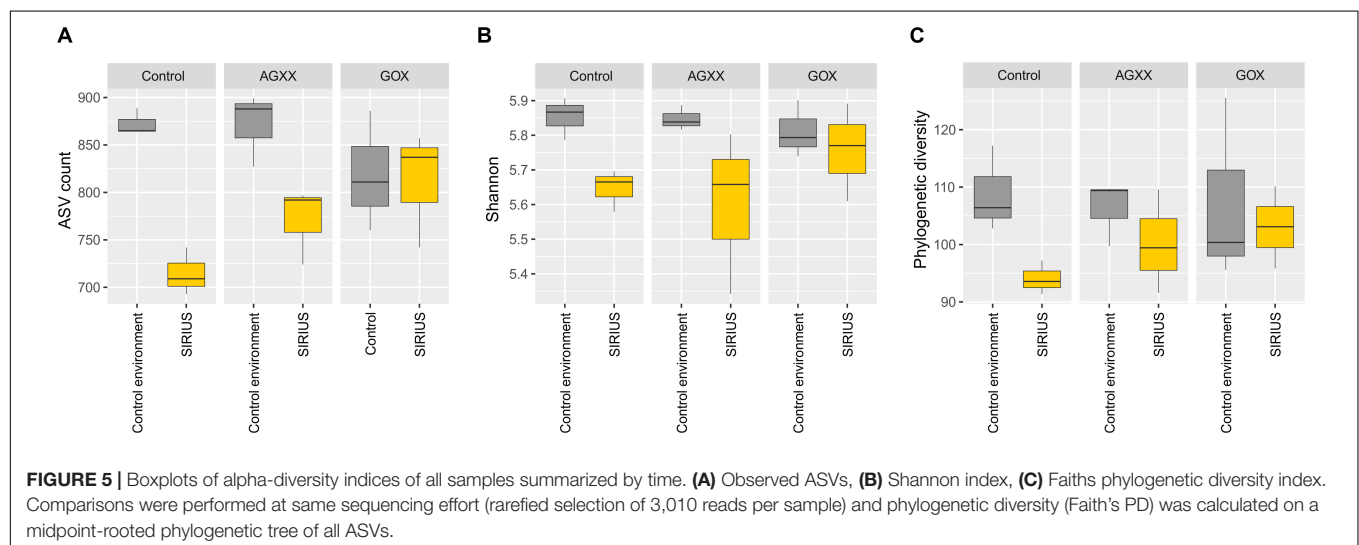 A
B
C
Control AGXX GOX
Control AGXX GOX
Control AGXX GOX
ASV count
900
850
800
750
700
Control environment
SIRIUS
Control environment
SIRIUS
Control
SIRIUS
Shannon
5.9
5.8
5.7
5.6
5.5
5.4
Control environment
SIRIUS
Control environment
SIRIUS
Control environment
SIRIUS
Phylogenetic diversity
120
110
100
90
Control environment
SIRIUS
Control environment
SIRIUS
Control environment
SIRIUS
FIGURE 5 | Boxplots of alpha-diversity indices of all samples summarized by time. (A) Observed ASVs, (B) Shannon index, (C) Faiths phylogenetic diversity index.
Comparisons were performed at same sequencing effort (rarefied selection of 3,010 reads per sample) and phylogenetic diversity (Faith's PD) was calculated on a
midpoint-rooted phylogenetic tree of all ASVs.